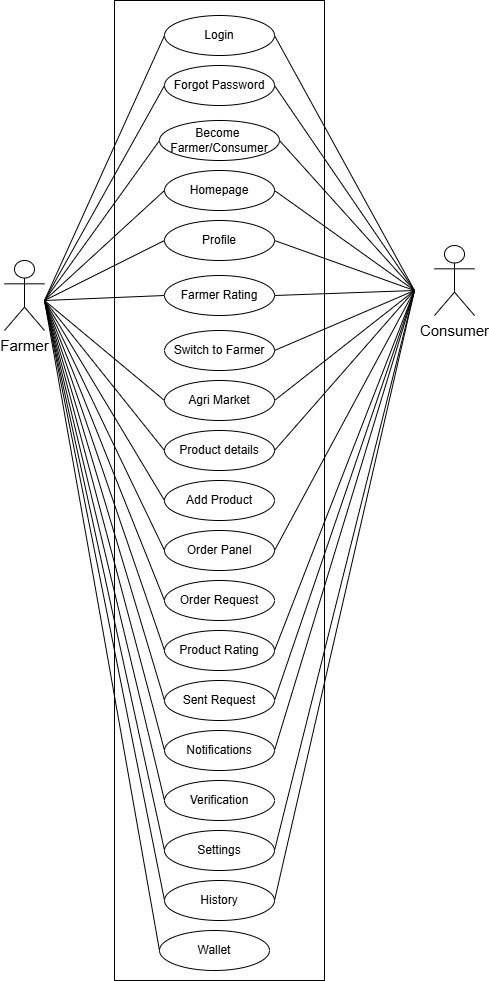 Login
Forgot Password
Become
Farmer/Consumer
Homepage
Profile
Farmer Rating
Farmer
Consumer
Switch to Farmer
Agri Market
Product details
Add Product
Order Panel
Order Request
Product Rating
Sent Request
Notifications
Verification
Settings
History
Wallet